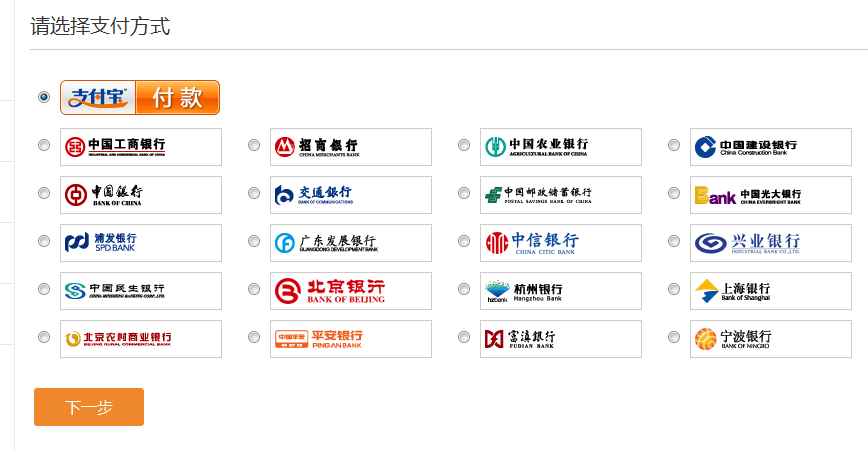 请选择支付方式
支付宝 付款
中国工商银行
INDUSTRIAL AND COMMERCIAL BANK OF CHINA
招商银行
CHINA MERCHANTS BANK
中国农业银行
AGRICULTURAL BANK OF CHINA
中国建设银行
China Construction Bank
中国银行
BANK OF CHINA
交通银行
BANK OF COMMUNICATIONS
中国邮政储蓄银行
POSTAL SAVINGS BANK OF CHINA
Bank 中国光大银行
CHINA EVERBRIGHT BANK
浦发银行
SPD BANK
广东发展银行
GUANGDONG DEVELOPMENT BANK
中信银行
CHINA CITIC BANK
兴业银行
INDUSTRIAL BANK CO.,LTD.
中国民生银行
CHINA MINSHENG BANKING CORP.,LTD.
北京银行
BANK OF BEIJING
hzbank 杭州银行
Hangzhou Bank
上海银行
Bank of Shanghai
北京农村商业银行
BEIJING RURAL COMMERCIAL BANK
中国平安 平安银行
PING AN BANK
富滇银行
FUDIAN BANK
宁波银行
BANK OF NINGBO
下一步